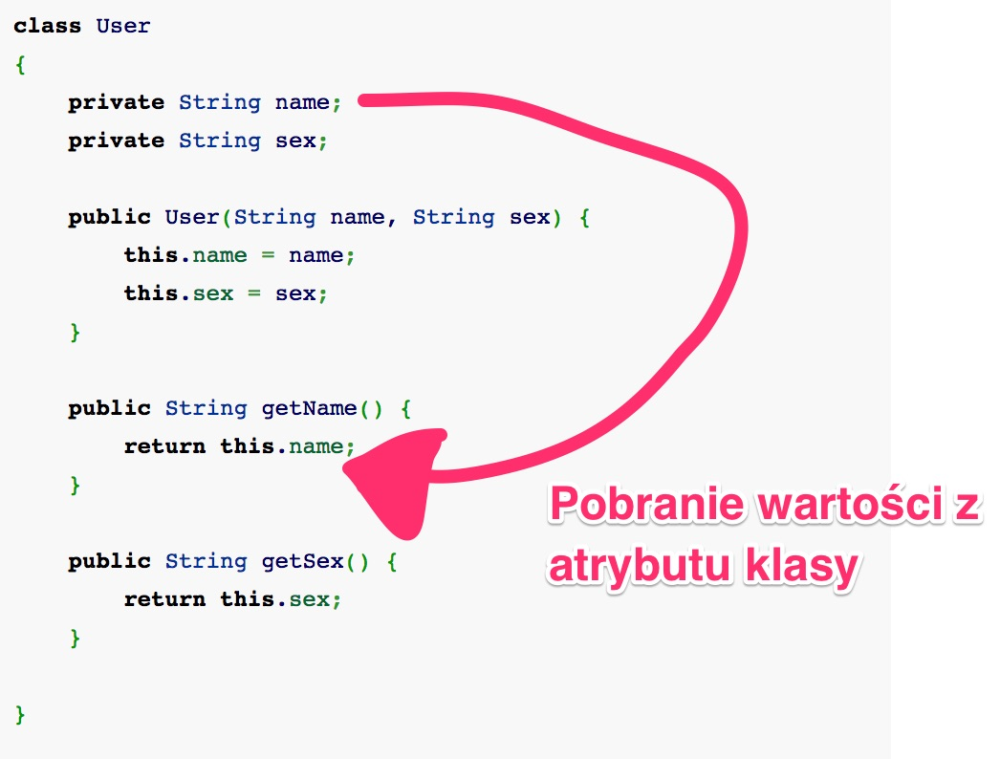 class User
{
    private String name;
    private String sex;
    public User(String name, String sex) {
        this.name = name;
        this.sex = sex;
    }
    public String getName() {
        return this.name;
    }
    public String getSex() {
        return this.sex;
    }
}
Pobranie wartości z
atrybutu klasy